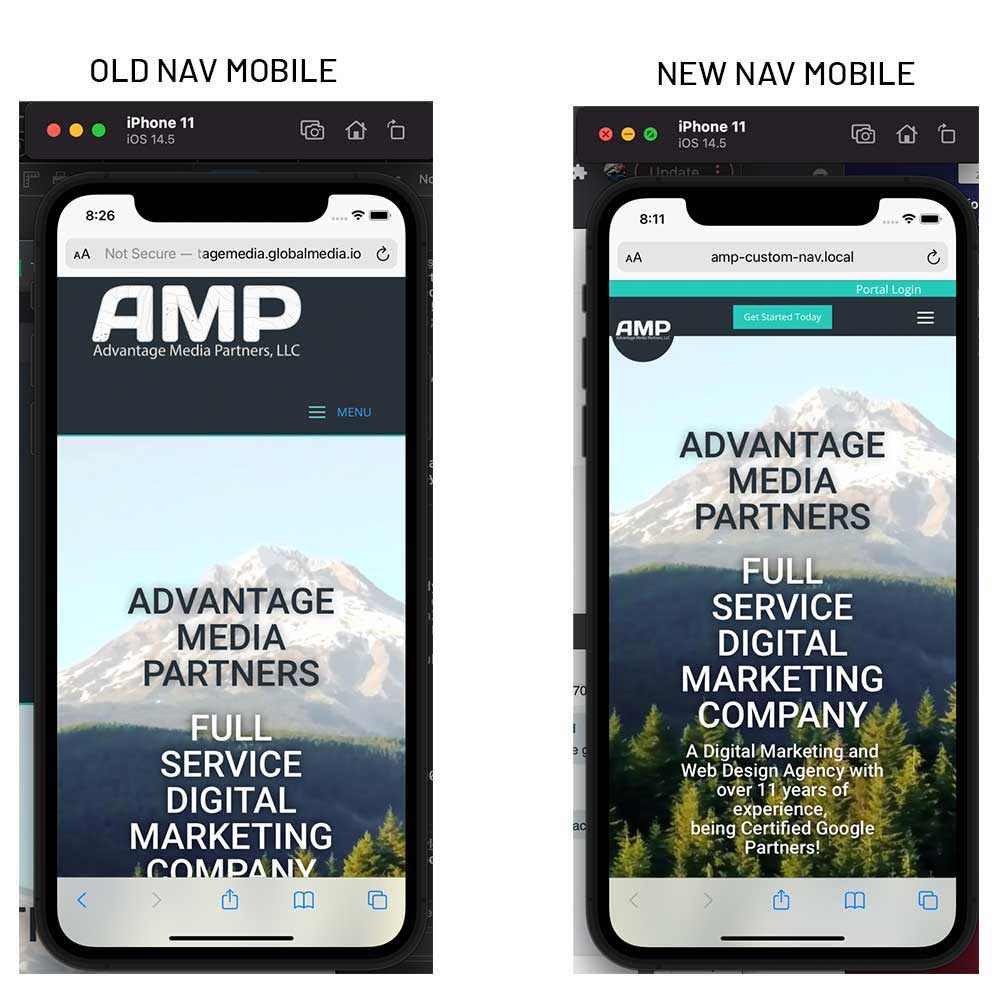 OLD NAV MOBILE
iPhone 11
iOS 14.5
No
8:26
AA Not Secure — tagemedia.globalmedia.io
AMP
Advantage Media Partners, LLC
MENU
ADVANTAGE
MEDIA
PARTNERS
FULL
SERVICE
DIGITAL
MARKETING
COMPANY
NEW NAV MOBILE
iPhone 11
iOS 14.5
Update
8:11
AA amp-custom-nav.local
Portal Login
AMP
Advantage Media Partners, LLC
Get Started Today
ADVANTAGE
MEDIA
PARTNERS
FULL
SERVICE
DIGITAL
MARKETING
COMPANY
A Digital Marketing and
Web Design Agency with
over 11 years of
experience,
being Certified Google
Partners!